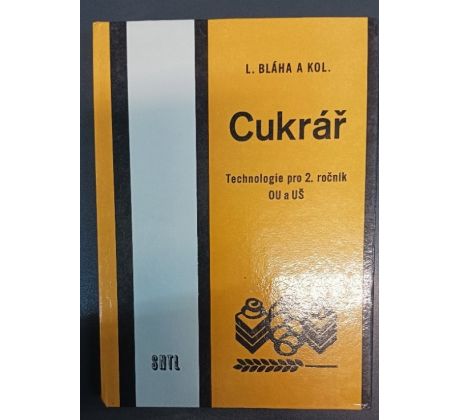 L. BLÁHA A KOL.
Cukrář
Technologie pro 2. ročník
OU a UŠ
SNTL